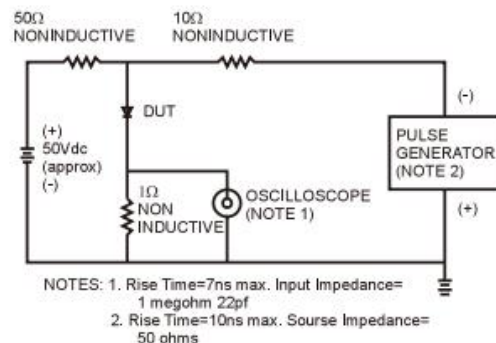 50Ω
NONINDUCTIVE
10Ω
NONINDUCTIVE
(+)
50Vdc
(approx)
(-)
DUT
1Ω
NON
INDUCTIVE
OSCILLOSCOPE
(NOTE 1)
(-)
PULSE
GENERATOR
(NOTE 2)
(+)
NOTES: 1. Rise Time=7ns max. Input Impedance=
1 megohm 22pf
2. Rise Time=10ns max. Sourse Impedance=
50 ohms